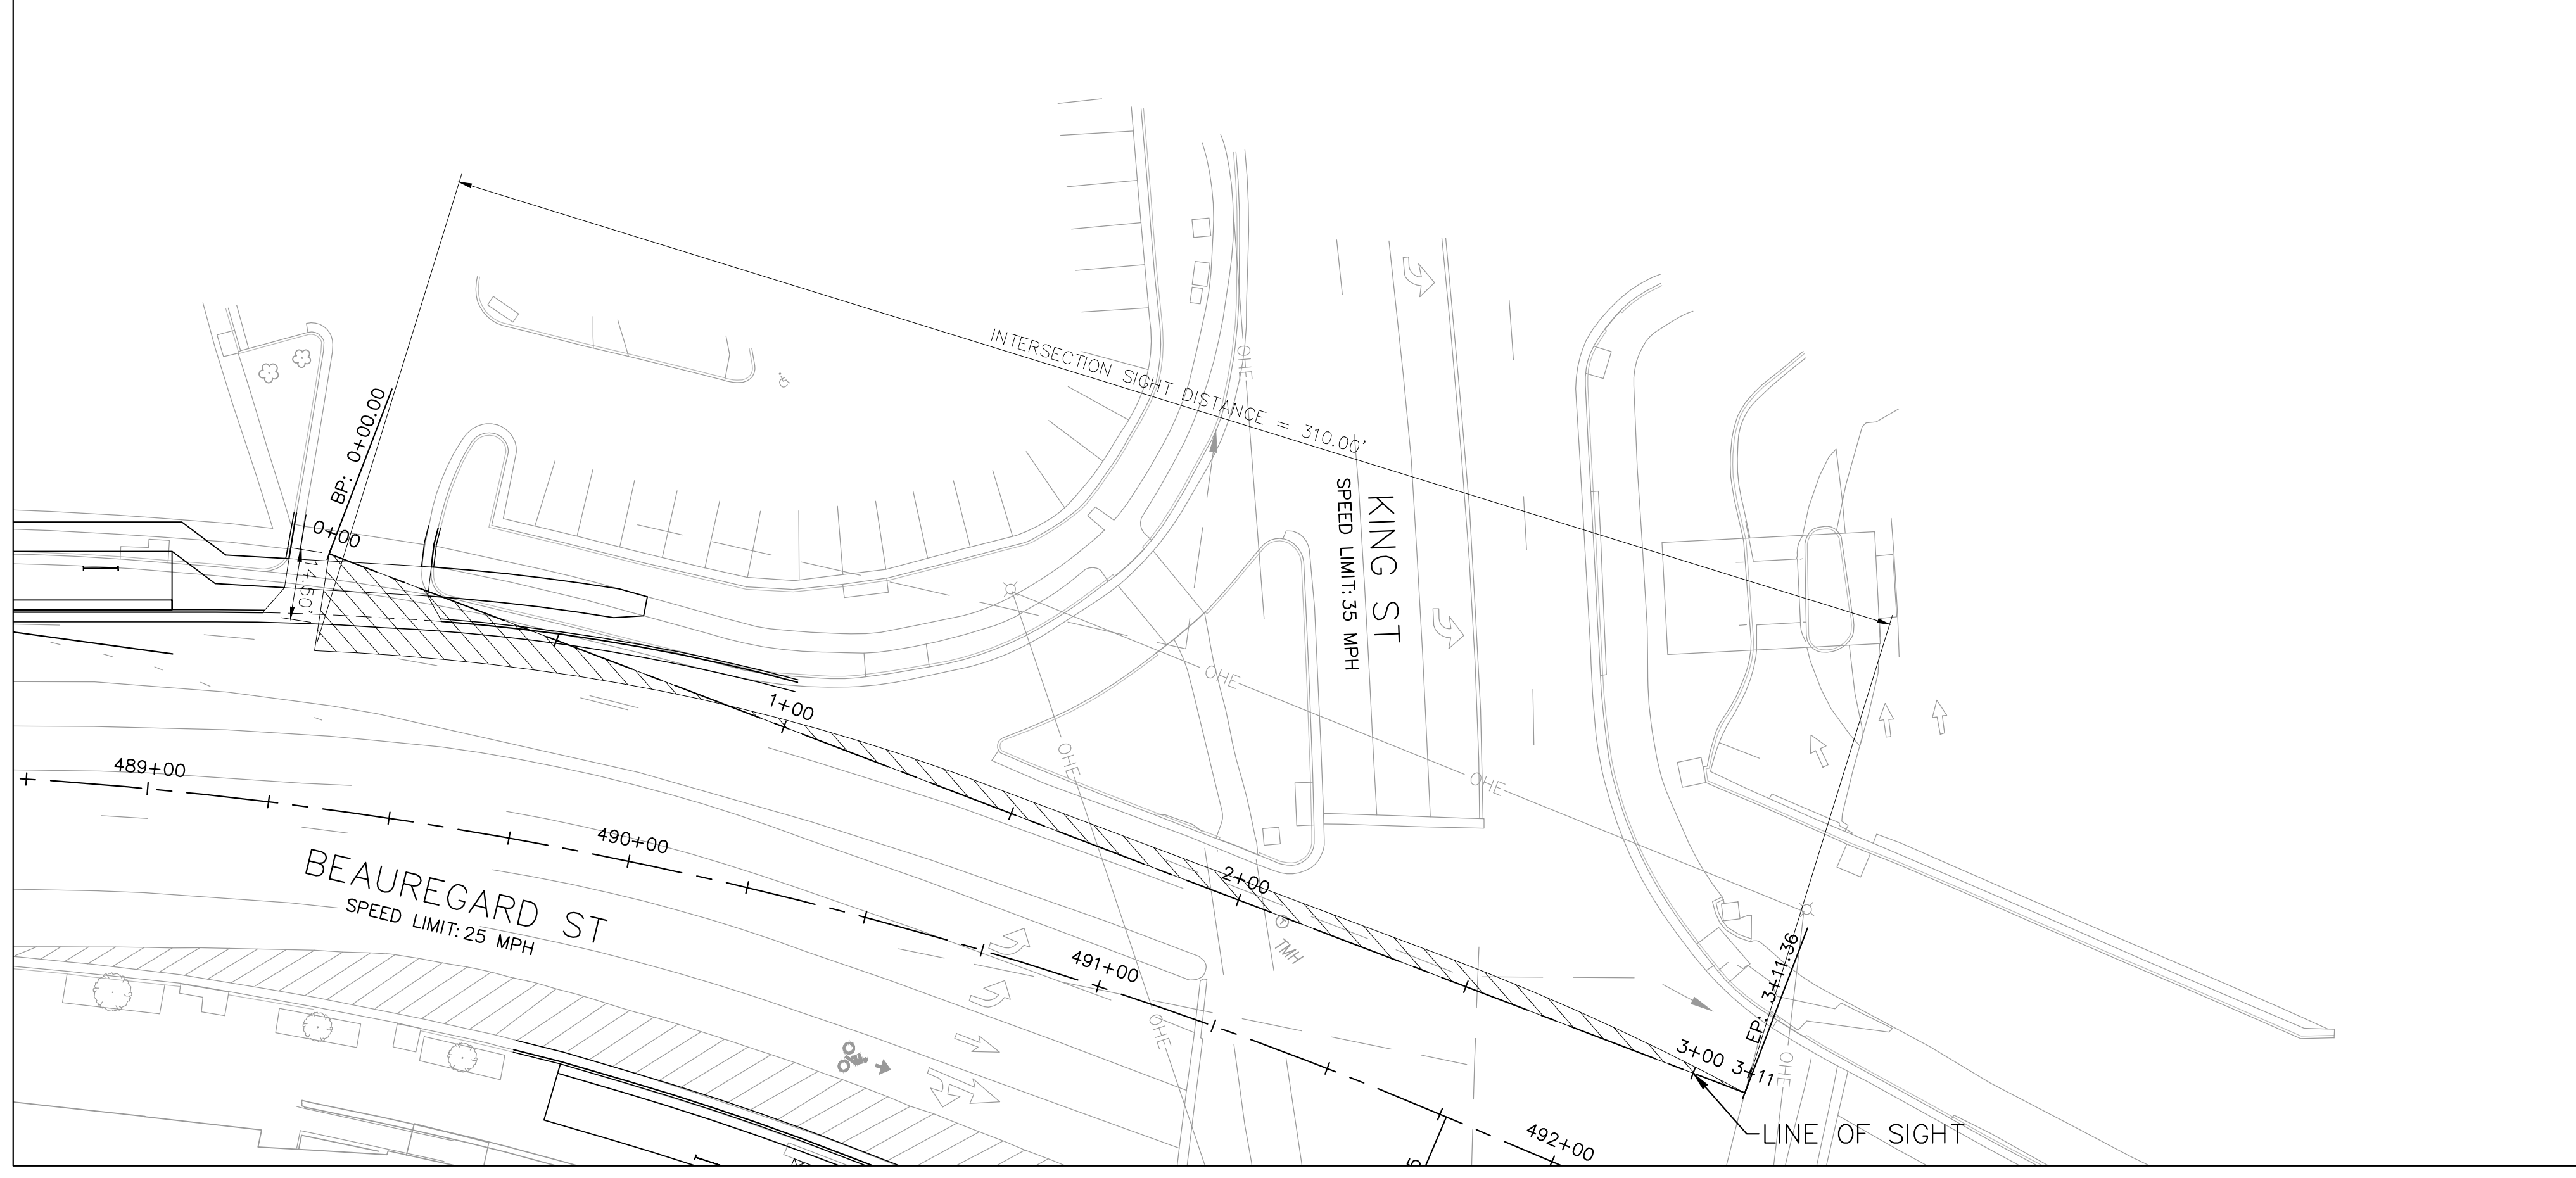 INTERSECTION SIGHT DISTANCE = 310.00'
BP: 0+00.00
0+00
14.50'
OHE
KING ST
SPEED LIMIT: 35 MPH
OHE
OHE
OHE
1+00
489+00
490+00
BEAUREGARD ST
SPEED LIMIT: 25 MPH
2+00
TMH
491+00
OHE
EP: 3+11.36
3+00
3+11
OHE
LINE OF SIGHT
492+00